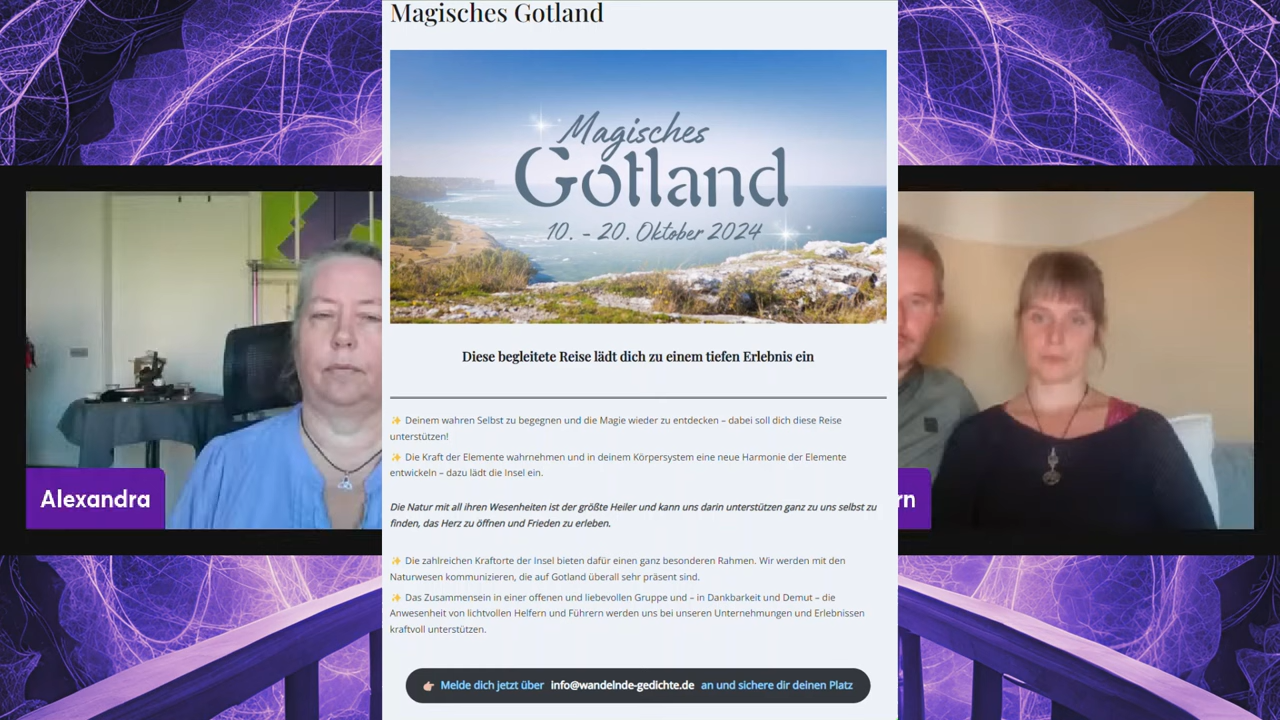 Magisches Gotland
Magisches
Gotland
10. - 20. Oktober 2024
Diese begleitete Reise lädt dich zu einem tiefen Erlebnis ein
✨ Deinem wahren Selbst zu begegnen und die Magie wieder zu entdecken – dabei soll dich diese Reise
unterstützen!
✨ Die Kraft der Elemente wahrnehmen und in deinem Körpersystem eine neue Harmonie der Elemente
entwickeln – dazu lädt die Insel ein.
Die Natur mit all ihren Wesenheiten ist der größte Heiler und kann uns darin unterstützen ganz zu uns selbst zu
finden, das Herz zu öffnen und Frieden zu erleben.
✨ Die zahlreichen Kraftorte der Insel bieten dafür einen ganz besonderen Rahmen. Wir werden mit den
Naturwesen kommunizieren, die auf Gotland überall sehr präsent sind.
✨ Das Zusammensein in einer offenen und liebevollen Gruppe und – in Dankbarkeit und Demut – die
Anwesenheit von lichtvollen Helfern und Führern werden uns bei unseren Unternehmungen und Erlebnissen
kraftvoll unterstützen.
👉 Melde dich jetzt über info@wandelnde-gedichte.de an und sichere dir deinen Platz
Alexandra
rn